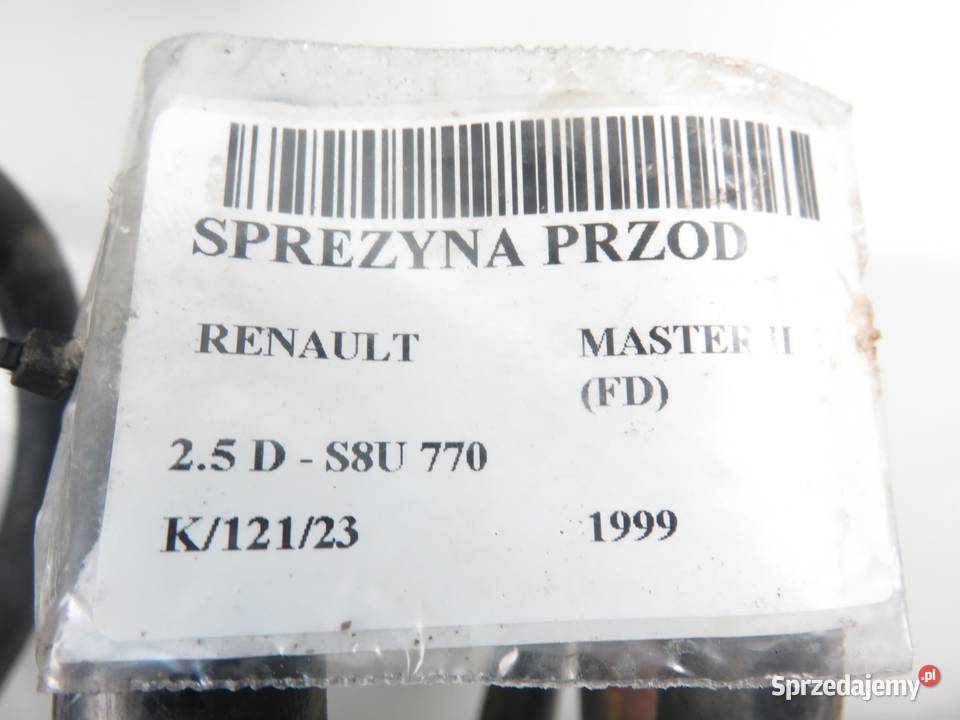 SPREZYNA PRZOD
RENAULT MASTER II
(FD)
2.5 D - S8U 770
K/121/23 1999
Sprzedajemy.pl